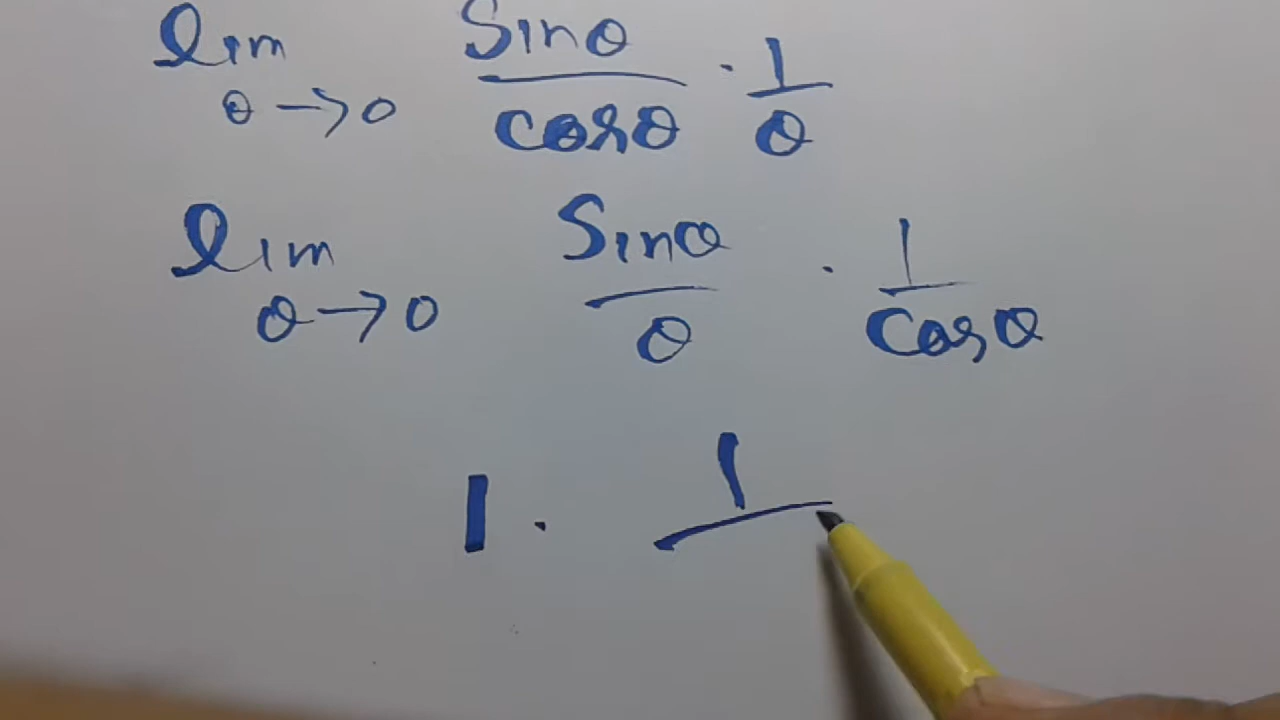 lim θ→0 sinθ/cosθ · 1/θ
lim θ→0 sinθ/θ · 1/cosθ
1 · 1/